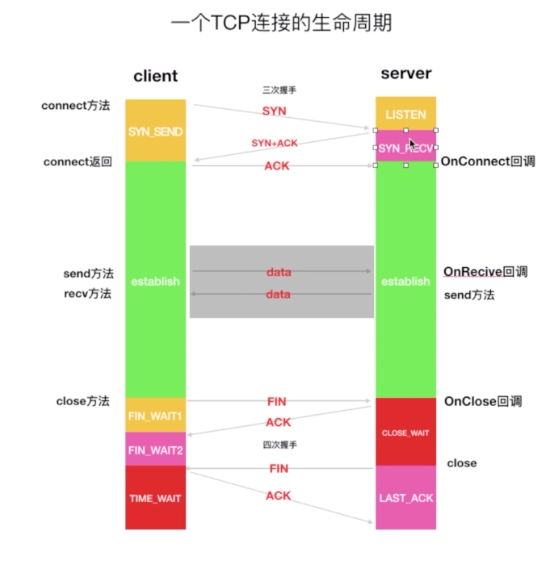 一个TCP连接的生命周期
client
server
三次握手
connect方法
SYN
LISTEN
SYN_SEND
SYN+ACK
SYN_RECV
connect返回
ACK
OnConnect回调
send方法
data
OnRecive回调
establish
establish
recv方法
data
send方法
close方法
FIN
OnClose回调
FIN_WAIT1
ACK
CLOSE_WAIT
四次握手
FIN_WAIT2
FIN
close
TIME_WAIT
ACK
LAST_ACK